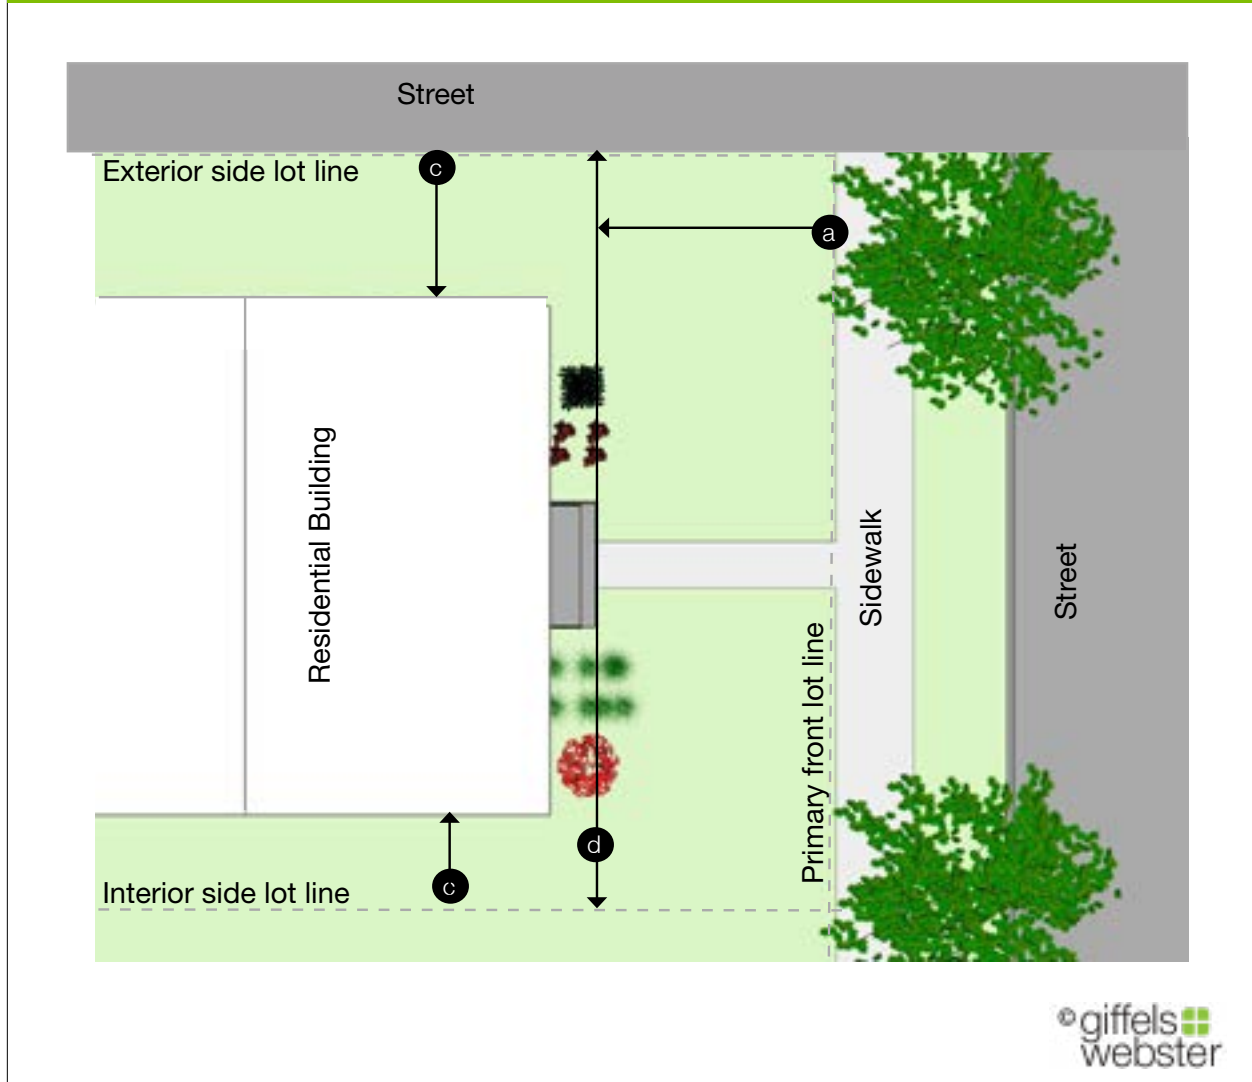 Street
Exterior side lot line
c
a
Residential Building
Sidewalk
Street
Primary front lot line
d
c
Interior side lot line
© giffels
webster